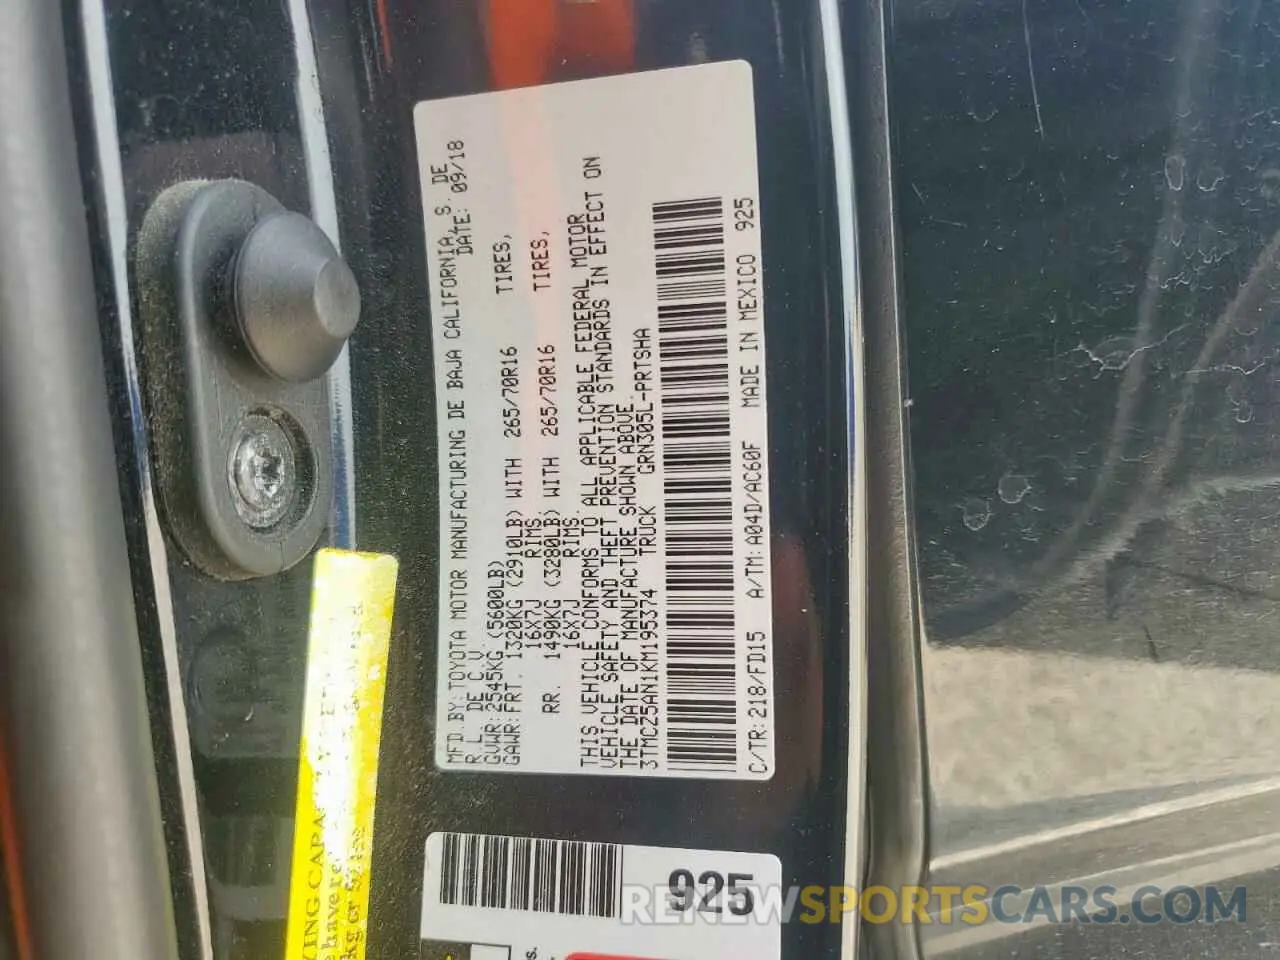 MFD.BY:TOYOTA MOTOR MANUFACTURING DE BAJA CALIFORNIA, S. DE
R L. DE C.V. DATE: 09/18
GVWR:2545KG (5600LB)
GAWR:FRT. 1320KG (2910LB) WITH 265/70R16 TIRES,
16X7J RIMS
RR. 1490KG (3280LB) WITH 265/70R16 TIRES,
16X7J RIMS.
THIS VEHICLE CONFORMS TO ALL APPLICABLE FEDERAL MOTOR
VEHICLE SAFETY AND THEFT PREVENTION STANDARDS IN EFFECT ON
THE DATE OF MANUFACTURE SHOWN ABOVE.
3TMCZ5AN1KM195374 TRUCK GRN305L-PRTSHA
C/TR:218/FD15 A/TM:A04D/AC60F MADE IN MEXICO 925
925
RENEWSPORTSCARS.COM